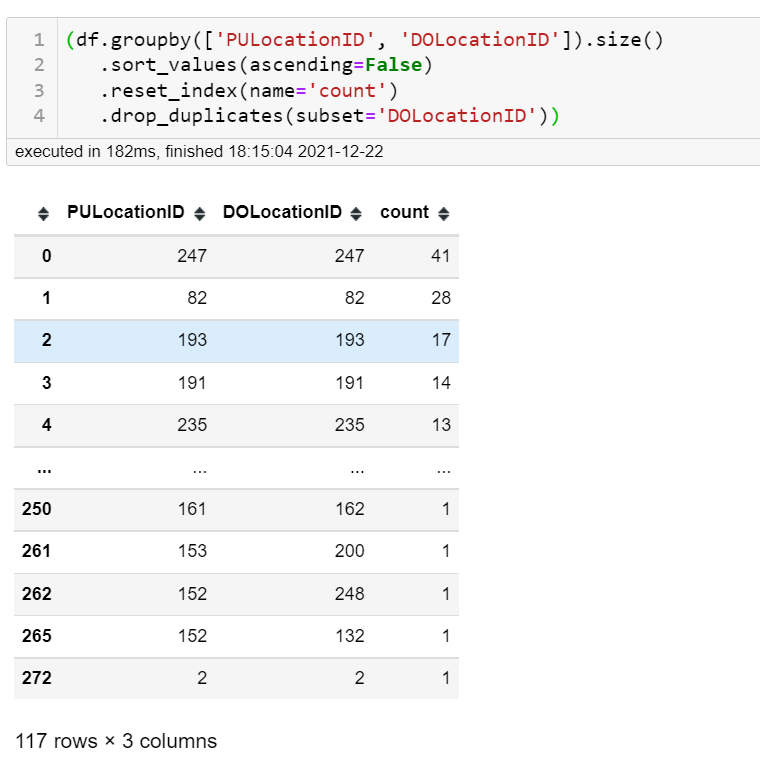 1 (df.groupby(['PULocationID', 'DOLocationID']).size()
2    .sort_values(ascending=False)
3    .reset_index(name='count')
4    .drop_duplicates(subset='DOLocationID'))
executed in 182ms, finished 18:15:04 2021-12-22
PULocationID DOLocationID count
0 247 247 41
1 82 82 28
2 193 193 17
3 191 191 14
4 235 235 13
... ... ... ...
250 161 162 1
261 153 200 1
262 152 248 1
265 152 132 1
272 2 2 1
117 rows × 3 columns